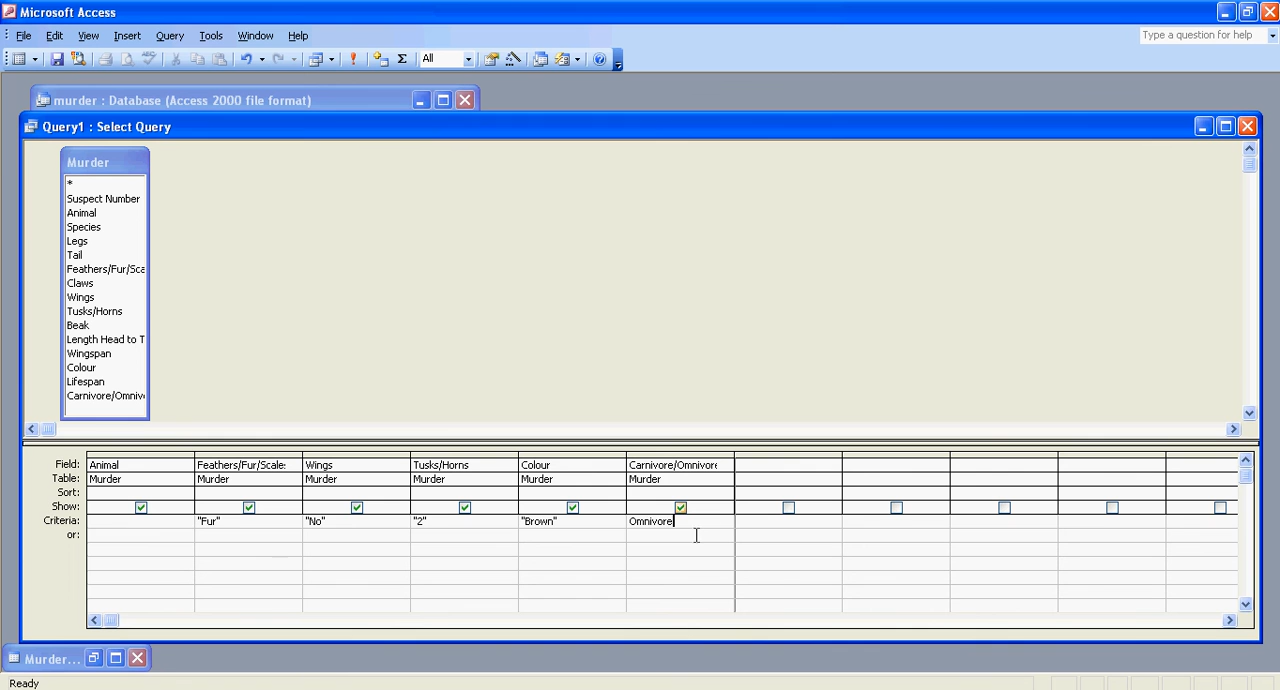 Microsoft Access
File Edit View Insert Query Tools Window Help Type a question for help
All
murder : Database (Access 2000 file format)
Query1 : Select Query
Murder
*
Suspect Number
Animal
Species
Legs
Tail
Feathers/Fur/Sca
Claws
Wings
Tusks/Horns
Beak
Length Head to T
Wingspan
Colour
Lifespan
Carnivore/Omniv
Field: Animal Feathers/Fur/Scale: Wings Tusks/Horns Colour Carnivore/Omnivore
Table: Murder Murder Murder Murder Murder Murder
Sort:
Show:
Criteria: "Fur" "No" "2" "Brown" Omnivore
or:
Murder...
Ready